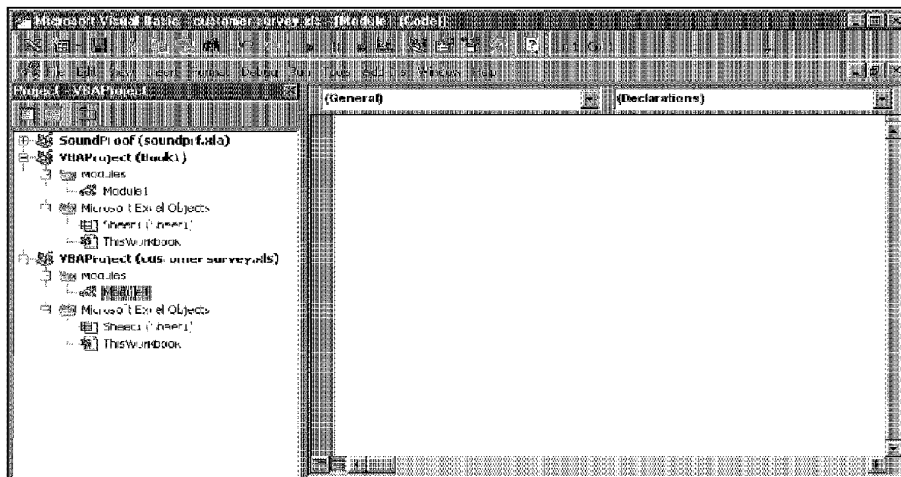 Microsoft Visual Basic - customer survey.xls - [Module1 (Code)]
File Edit View Insert Format Debug Run Tools Add-Ins Window Help
Project - VBAProject
(General)
(Declarations)
SoundProof (soundprf.xla)
VBAProject (Book1)
Modules
Module1
Microsoft Excel Objects
Sheet1 (Sheet1)
ThisWorkbook
VBAProject (customer survey.xls)
Modules
Module1
Microsoft Excel Objects
Sheet1 (Sheet1)
ThisWorkbook